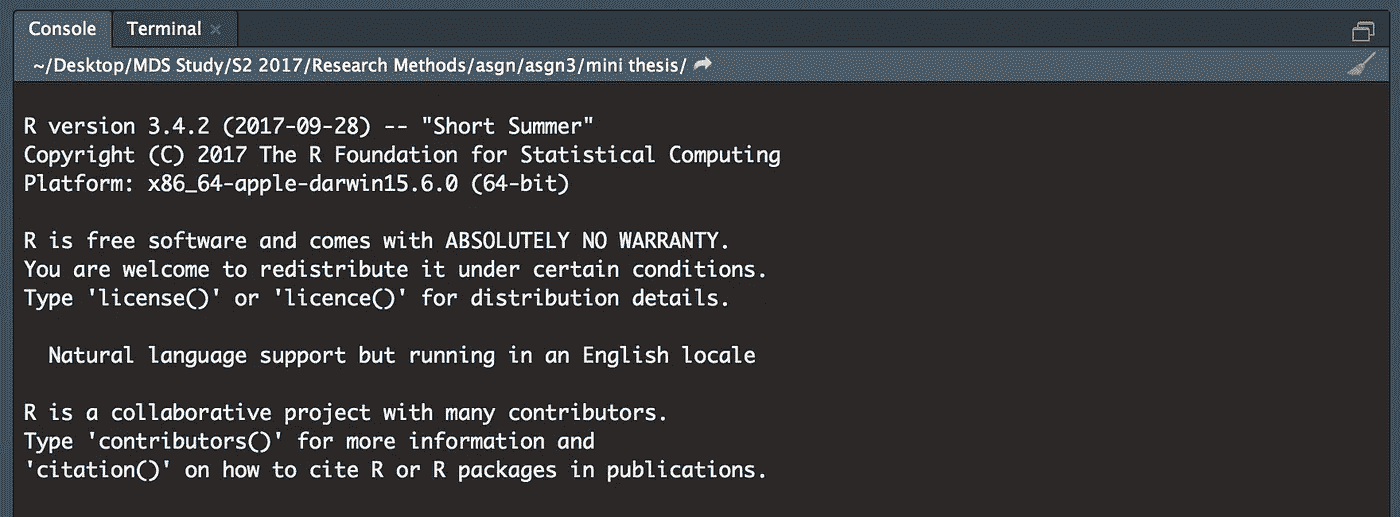 Console Terminal ×
~/Desktop/MDS Study/S2 2017/Research Methods/asgn/asgn3/mini thesis/
R version 3.4.2 (2017-09-28) -- "Short Summer"
Copyright (C) 2017 The R Foundation for Statistical Computing
Platform: x86_64-apple-darwin15.6.0 (64-bit)
R is free software and comes with ABSOLUTELY NO WARRANTY.
You are welcome to redistribute it under certain conditions.
Type 'license()' or 'licence()' for distribution details.
Natural language support but running in an English locale
R is a collaborative project with many contributors.
Type 'contributors()' for more information and
'citation()' on how to cite R or R packages in publications.